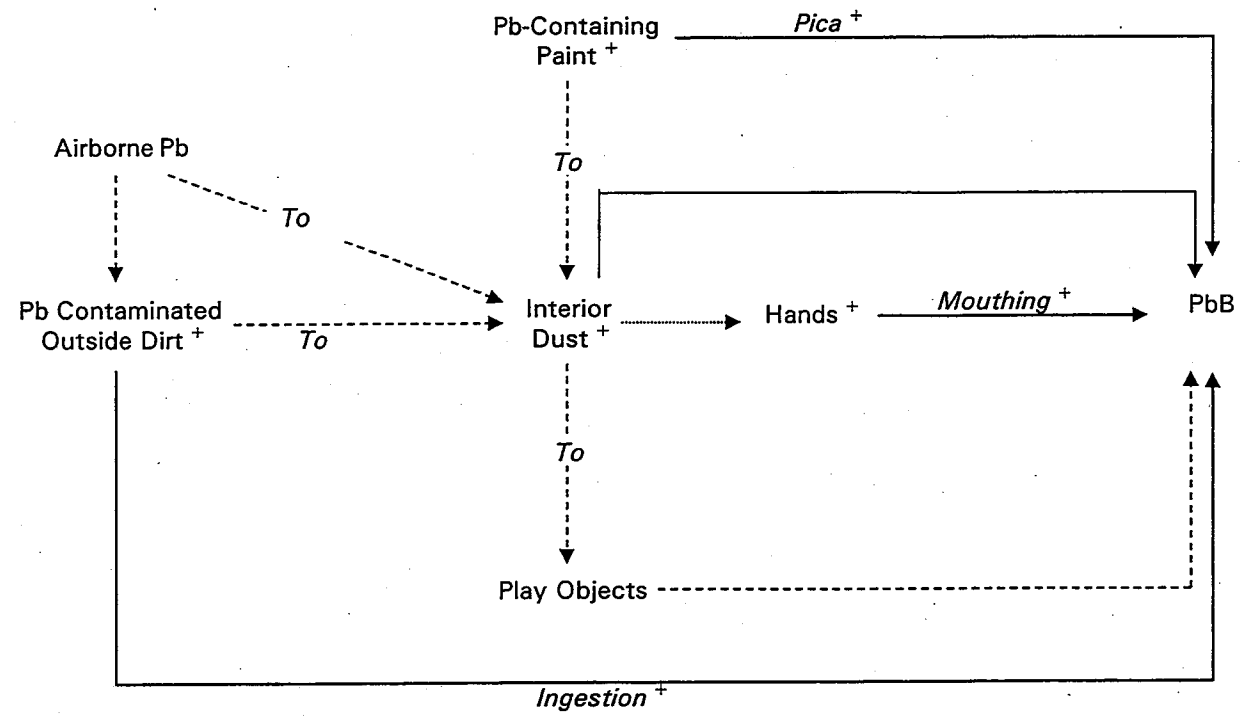 Pb-Containing
Paint +
Pica +
Airborne Pb
To
To
Pb Contaminated
Outside Dirt +
To
Interior
Dust +
Hands +
Mouthing +
PbB
To
Play Objects
Ingestion +